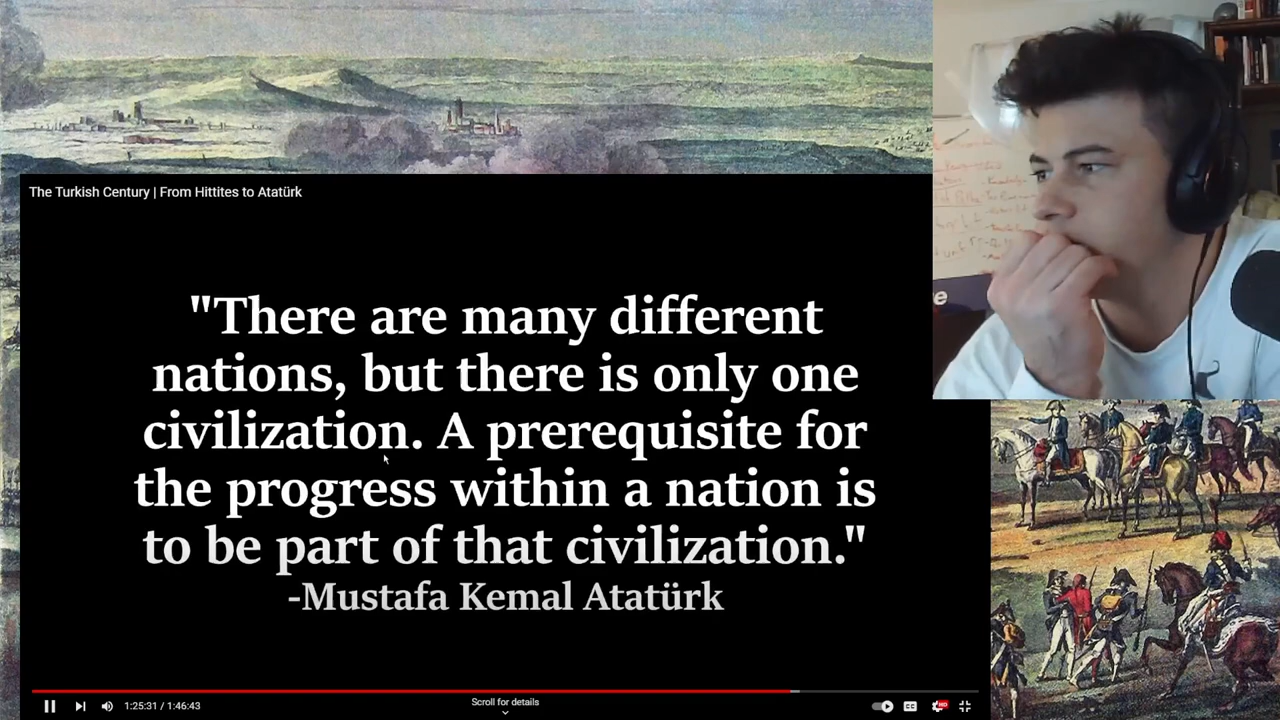 The Turkish Century | From Hittites to Atatürk
"There are many different
nations, but there is only one
civilization. A prerequisite for
the progress within a nation is
to be part of that civilization."
-Mustafa Kemal Atatürk
1:25:31 / 1:46:43
Scroll for details
CC
HD
e